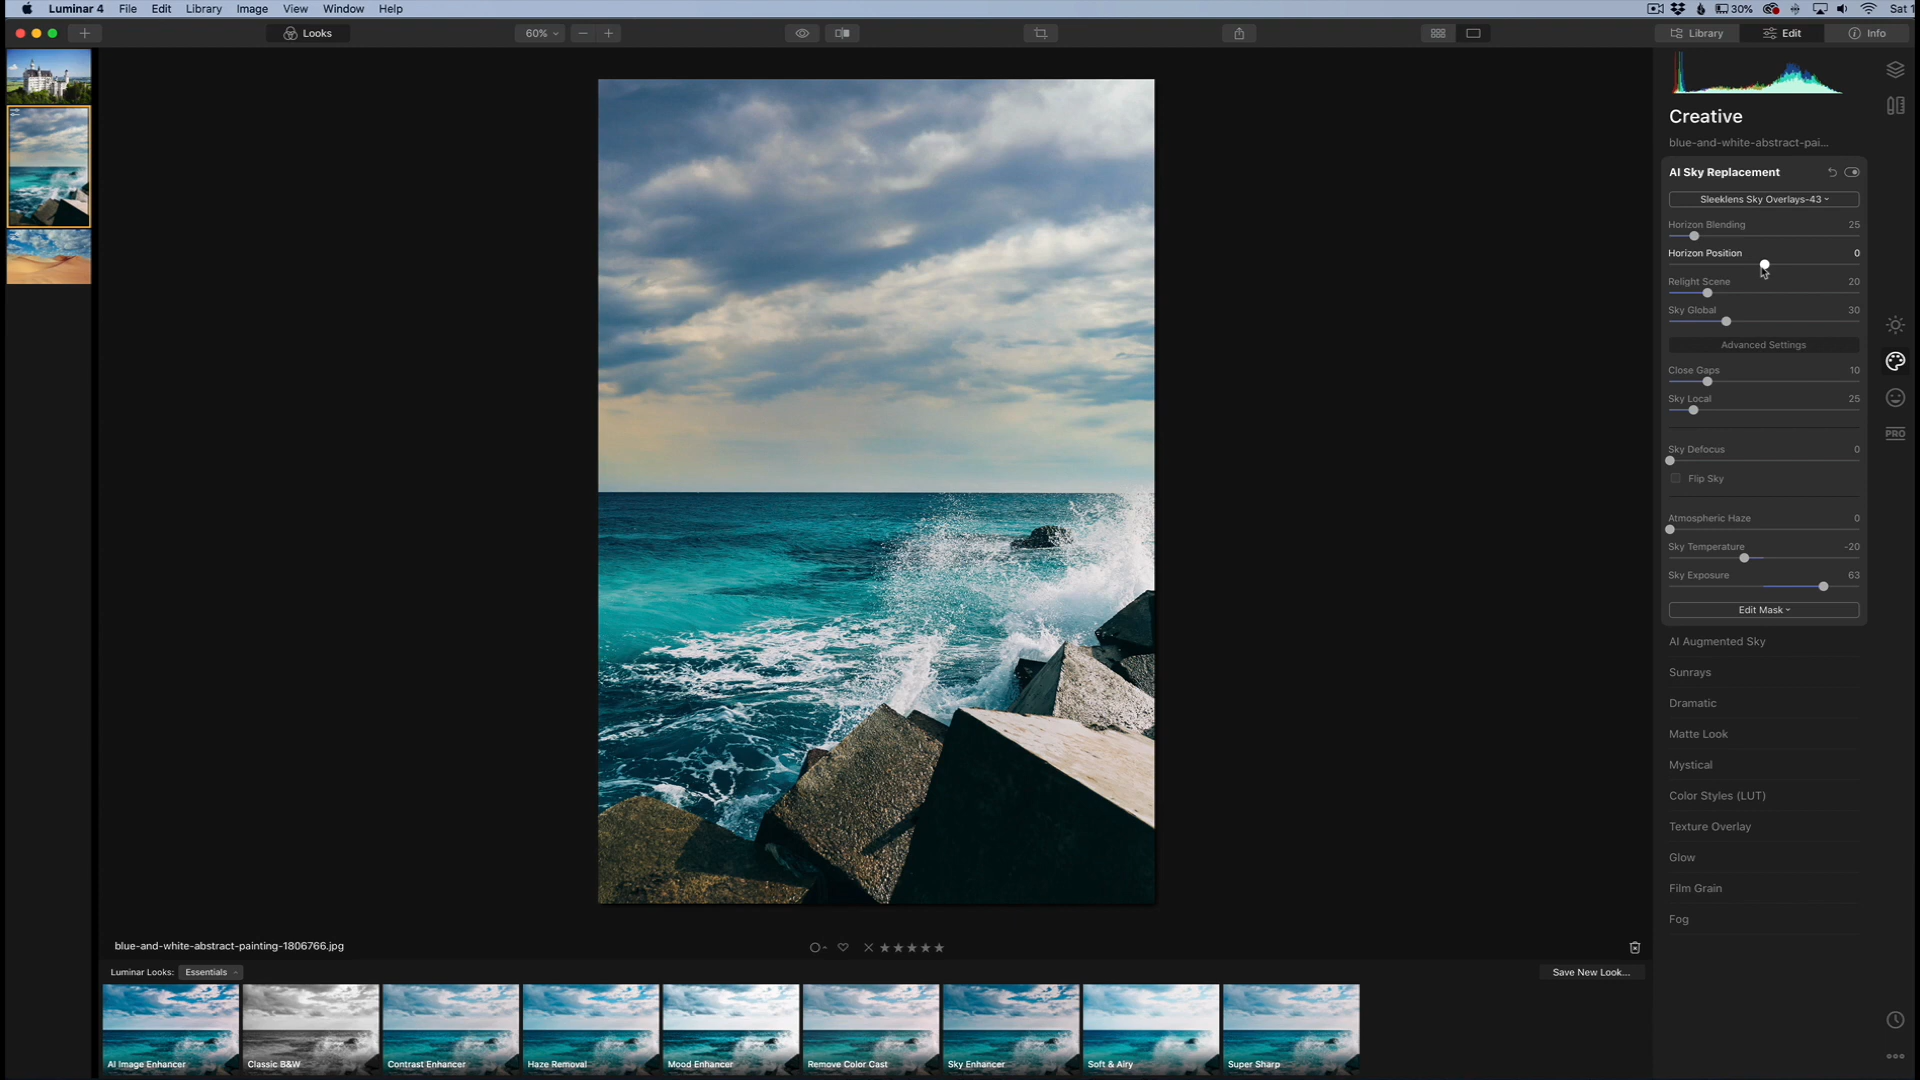 Luminar 4 File Edit Library Image View Window Help 30% Sat 1
Looks 60% Library Edit Info
Creative
blue-and-white-abstract-pai...
AI Sky Replacement
Sleeklens Sky Overlays-43
Horizon Blending 25
Horizon Position 0
Relight Scene 20
Sky Global 30
Advanced Settings
Close Gaps 10
Sky Local 25
Sky Defocus 0
Flip Sky
Atmospheric Haze 0
Sky Temperature -20
Sky Exposure 63
Edit Mask
AI Augmented Sky
Sunrays
Dramatic
Matte Look
Mystical
Color Styles (LUT)
Texture Overlay
Glow
Film Grain
Fog
PRO
blue-and-white-abstract-painting-1806766.jpg
Luminar Looks: Essentials Save New Look...
AI Image Enhancer Classic B&W Contrast Enhancer Haze Removal Mood Enhancer Remove Color Cast Sky Enhancer Soft & Airy Super Sharp